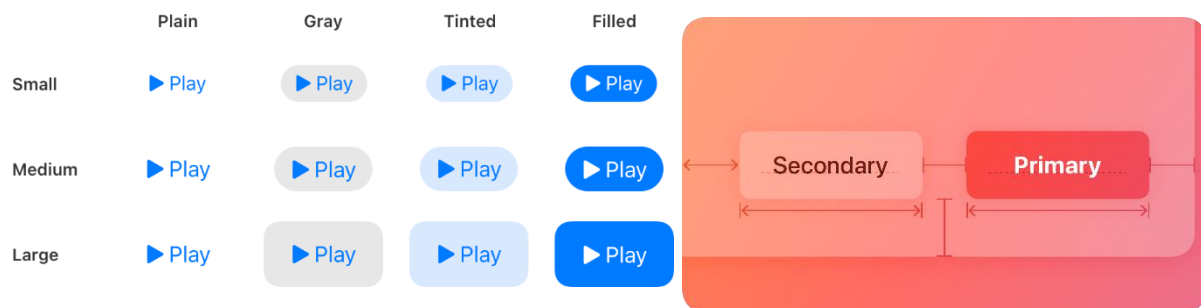 Plain Gray Tinted Filled
Small Play Play Play Play
Medium Play Play Play Play
Large Play Play Play Play
Secondary Primary